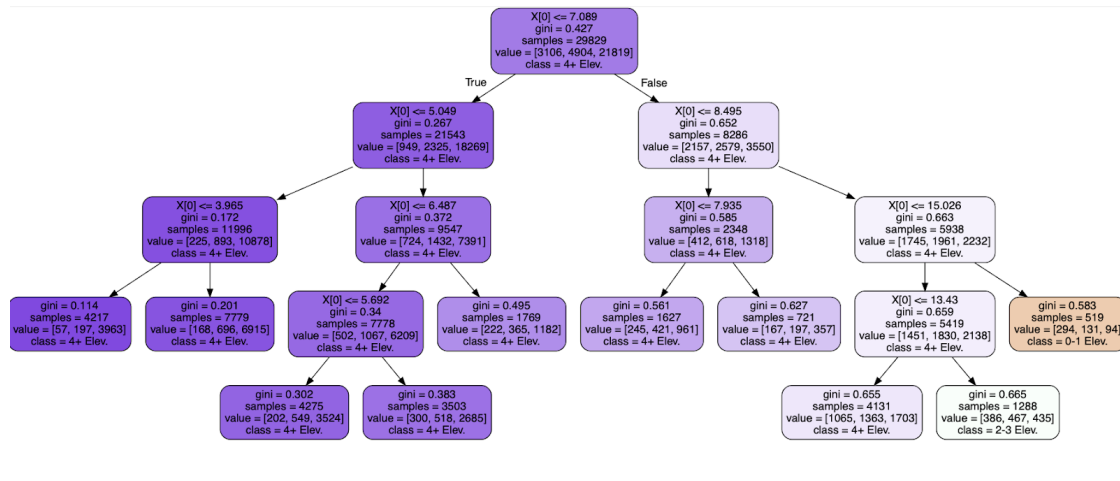 X[0] <= 7.089
gini = 0.427
samples = 29829
value = [3106, 4904, 21819]
class = 4+ Elev.
True
False
X[0] <= 5.049
gini = 0.267
samples = 21543
value = [949, 2325, 18269]
class = 4+ Elev.
X[0] <= 8.495
gini = 0.652
samples = 8286
value = [2157, 2579, 3550]
class = 4+ Elev.
X[0] <= 3.965
gini = 0.172
samples = 11996
value = [225, 893, 10878]
class = 4+ Elev.
X[0] <= 6.487
gini = 0.372
samples = 9547
value = [724, 1432, 7391]
class = 4+ Elev.
X[0] <= 7.935
gini = 0.585
samples = 2348
value = [412, 618, 1318]
class = 4+ Elev.
X[0] <= 15.026
gini = 0.663
samples = 5938
value = [1745, 1961, 2232]
class = 4+ Elev.
gini = 0.114
samples = 4217
value = [57, 197, 3963]
class = 4+ Elev.
gini = 0.201
samples = 7779
value = [168, 696, 6915]
class = 4+ Elev.
X[0] <= 5.692
gini = 0.34
samples = 7778
value = [502, 1067, 6209]
class = 4+ Elev.
gini = 0.495
samples = 1769
value = [222, 365, 1182]
class = 4+ Elev.
gini = 0.561
samples = 1627
value = [245, 421, 961]
class = 4+ Elev.
gini = 0.627
samples = 721
value = [167, 197, 357]
class = 4+ Elev.
X[0] <= 13.43
gini = 0.659
samples = 5419
value = [1451, 1830, 2138]
class = 4+ Elev.
gini = 0.583
samples = 519
value = [294, 131, 94]
class = 0-1 Elev.
gini = 0.302
samples = 4275
value = [202, 549, 3524]
class = 4+ Elev.
gini = 0.383
samples = 3503
value = [300, 518, 2685]
class = 4+ Elev.
gini = 0.655
samples = 4131
value = [1065, 1363, 1703]
class = 4+ Elev.
gini = 0.665
samples = 1288
value = [386, 467, 435]
class = 2-3 Elev.